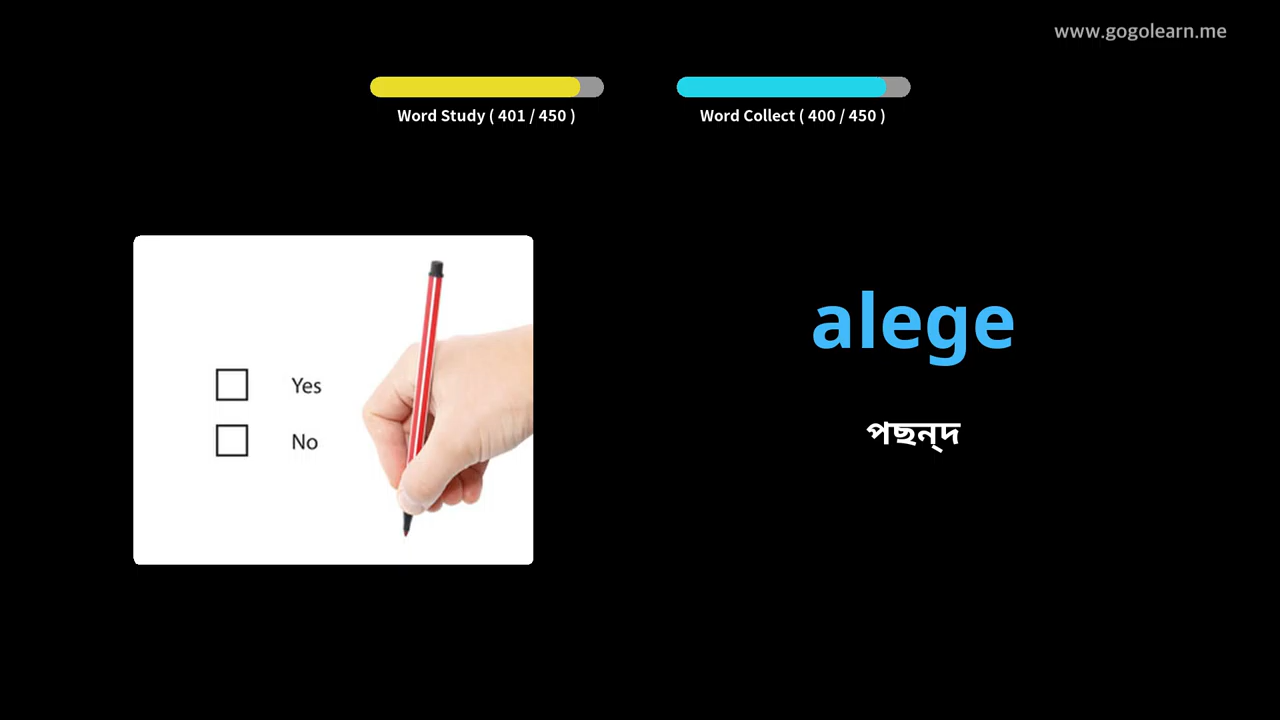 www.gogolearn.me
Word Study ( 401 / 450 )
Word Collect ( 400 / 450 )
Yes
No
alege
পছন্দ